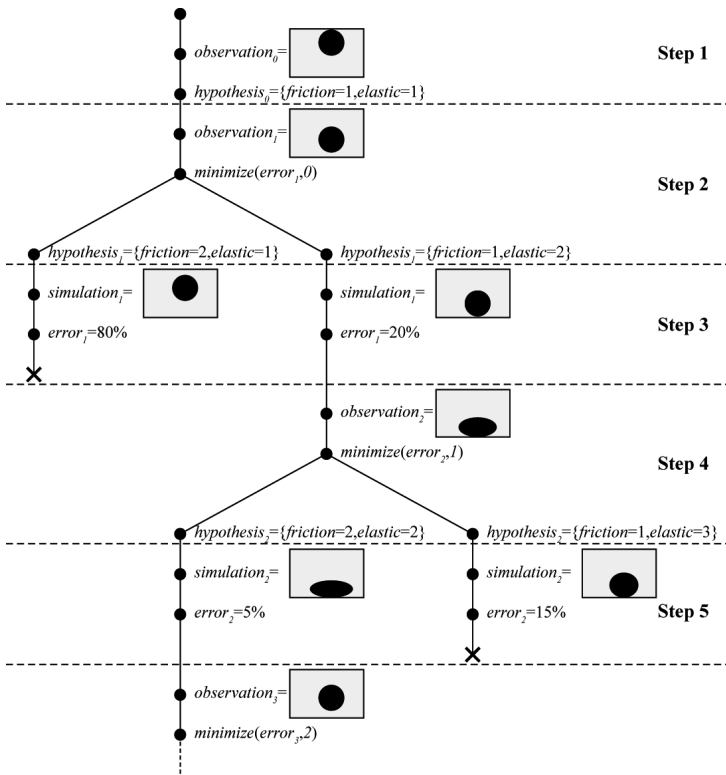 observation₀=
Step 1
hypothesis₀={friction=1,elastic=1}
observation₁=
minimize(error₁,0)
Step 2
hypothesis₁={friction=2,elastic=1}
hypothesis₁={friction=1,elastic=2}
simulation₁=
simulation₁=
Step 3
error₁=80%
error₁=20%
observation₂=
minimize(error₂,1)
Step 4
hypothesis₂={friction=2,elastic=2}
hypothesis₂={friction=1,elastic=3}
simulation₂=
simulation₂=
error₂=5%
error₂=15%
Step 5
observation₃=
minimize(error₃,2)